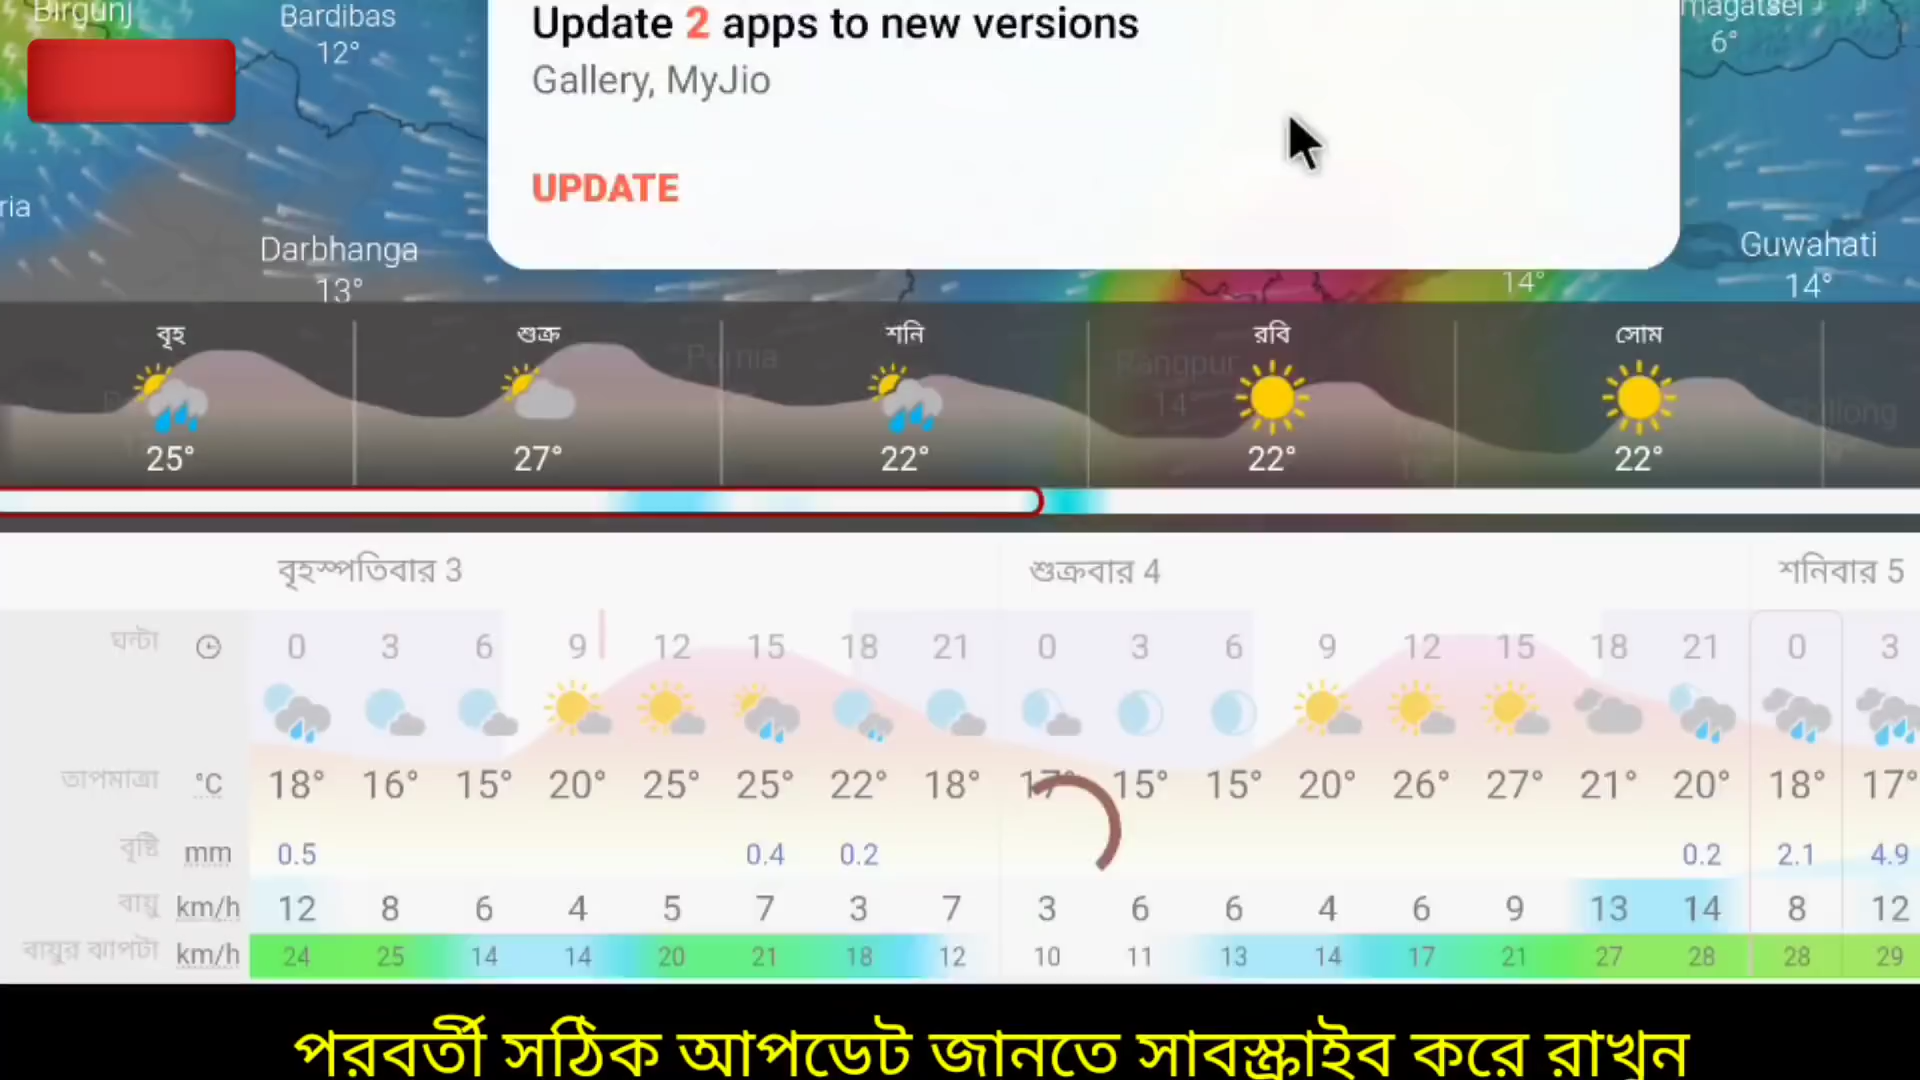 Birgunj
Bardibas
12°
Update 2 apps to new versions
Gallery, MyJio
UPDATE
6°
ria
Darbhanga
13°
14°
Guwahati
14°
বৃহ শুক্র শনি রবি সোম
Purnia
Rangpur
14
Shillong
25° 27° 22° 22° 22°
বৃহস্পতিবার 3 শুক্রবার 4 শনিবার 5
ঘন্টা 0 3 6 9 12 15 18 21 0 3 6 9 12 15 18 21 0 3
তাপমাত্রা °C 18° 16° 15° 20° 25° 25° 22° 18° 17° 15° 15° 20° 26° 27° 21° 20° 18° 17°
বৃষ্টি mm 0.5 0.4 0.2 0.2 2.1 4.9
বায়ু km/h 12 8 6 4 5 7 3 7 3 6 6 4 6 9 13 14 8 12
বায়ুর ঝাপটা km/h 24 25 14 14 20 21 18 12 10 11 13 14 17 21 27 28 28 29
পরবর্তী সঠিক আপডেট জানতে সাবস্ক্রাইব করে রাখুন